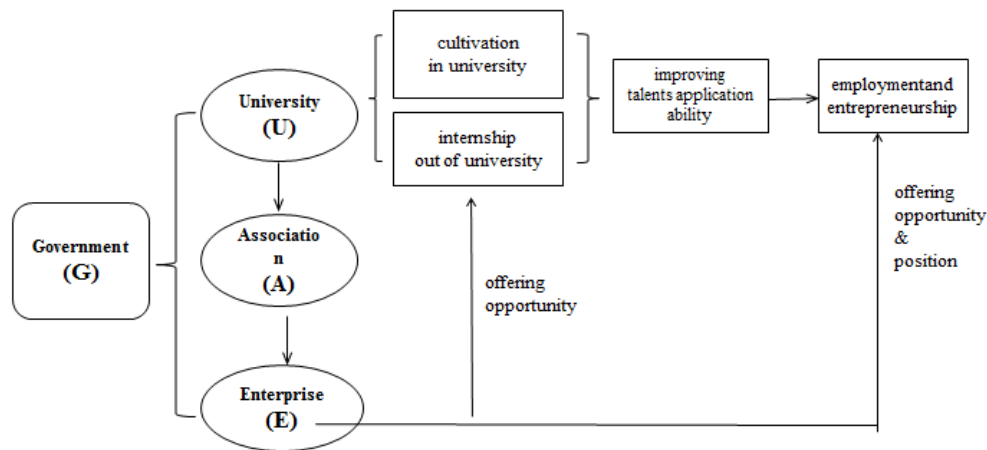 Government
(G)
University
(U)
Associatio
n
(A)
Enterprise
(E)
cultivation
in university
internship
out of university
offering
opportunity
improving
talents application
ability
employmentand
entrepreneurship
offering
opportunity
&
position